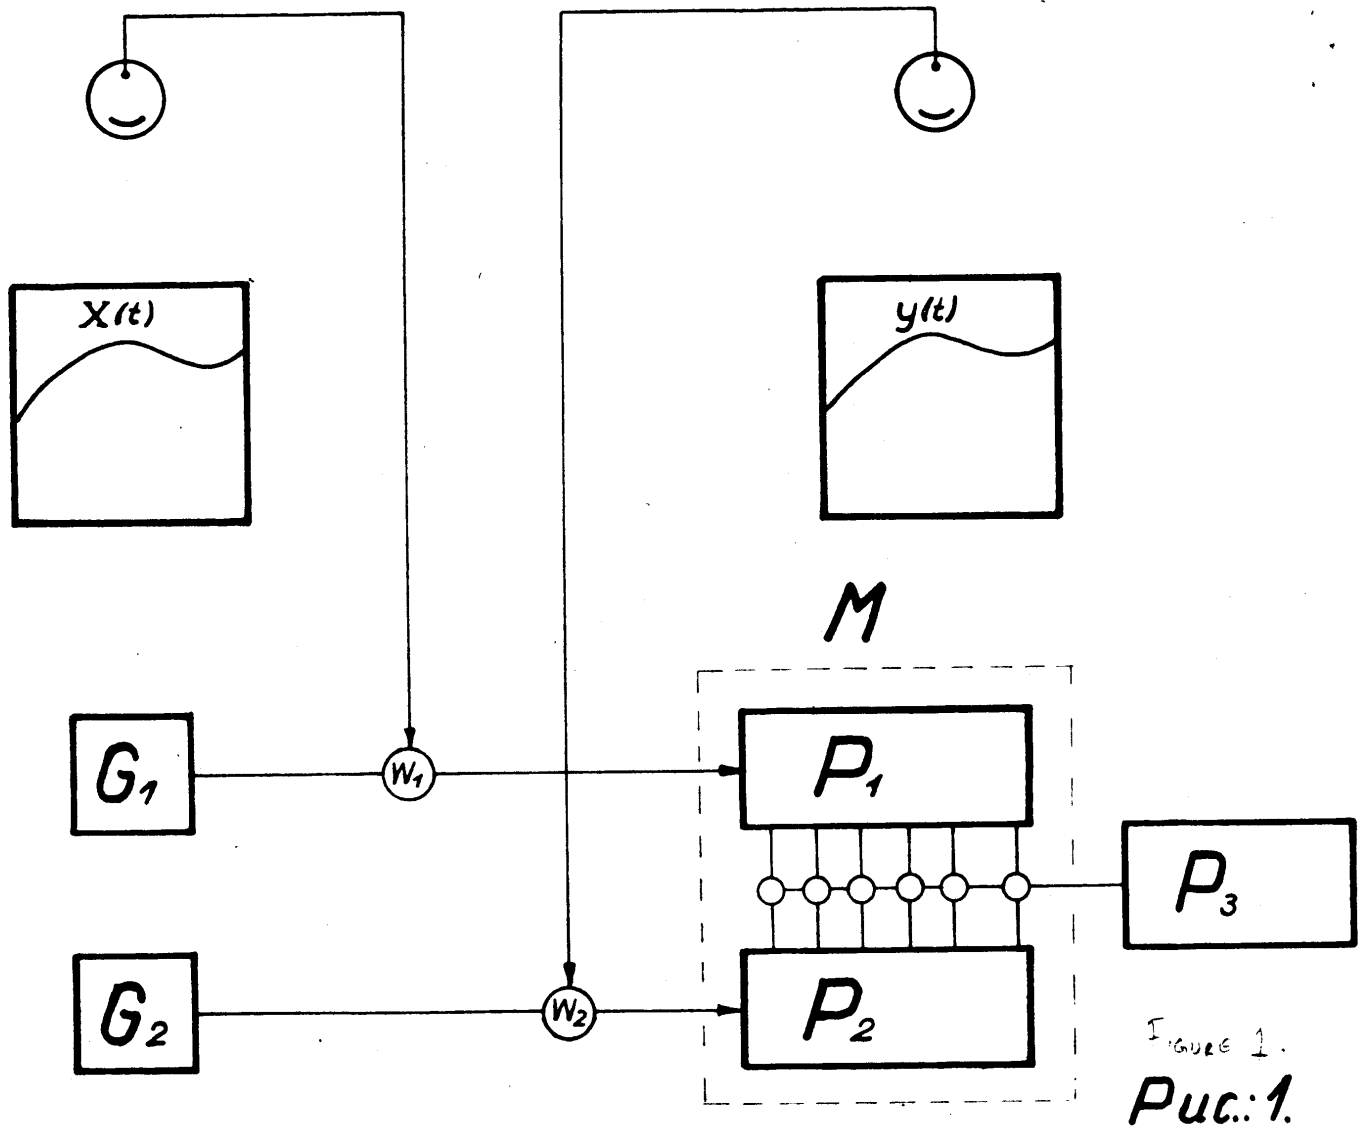 X(t)
y(t)
M
G₁
W₁
P₁
P₃
G₂
W₂
P₂
FIGURE 1.
Рис.:1.